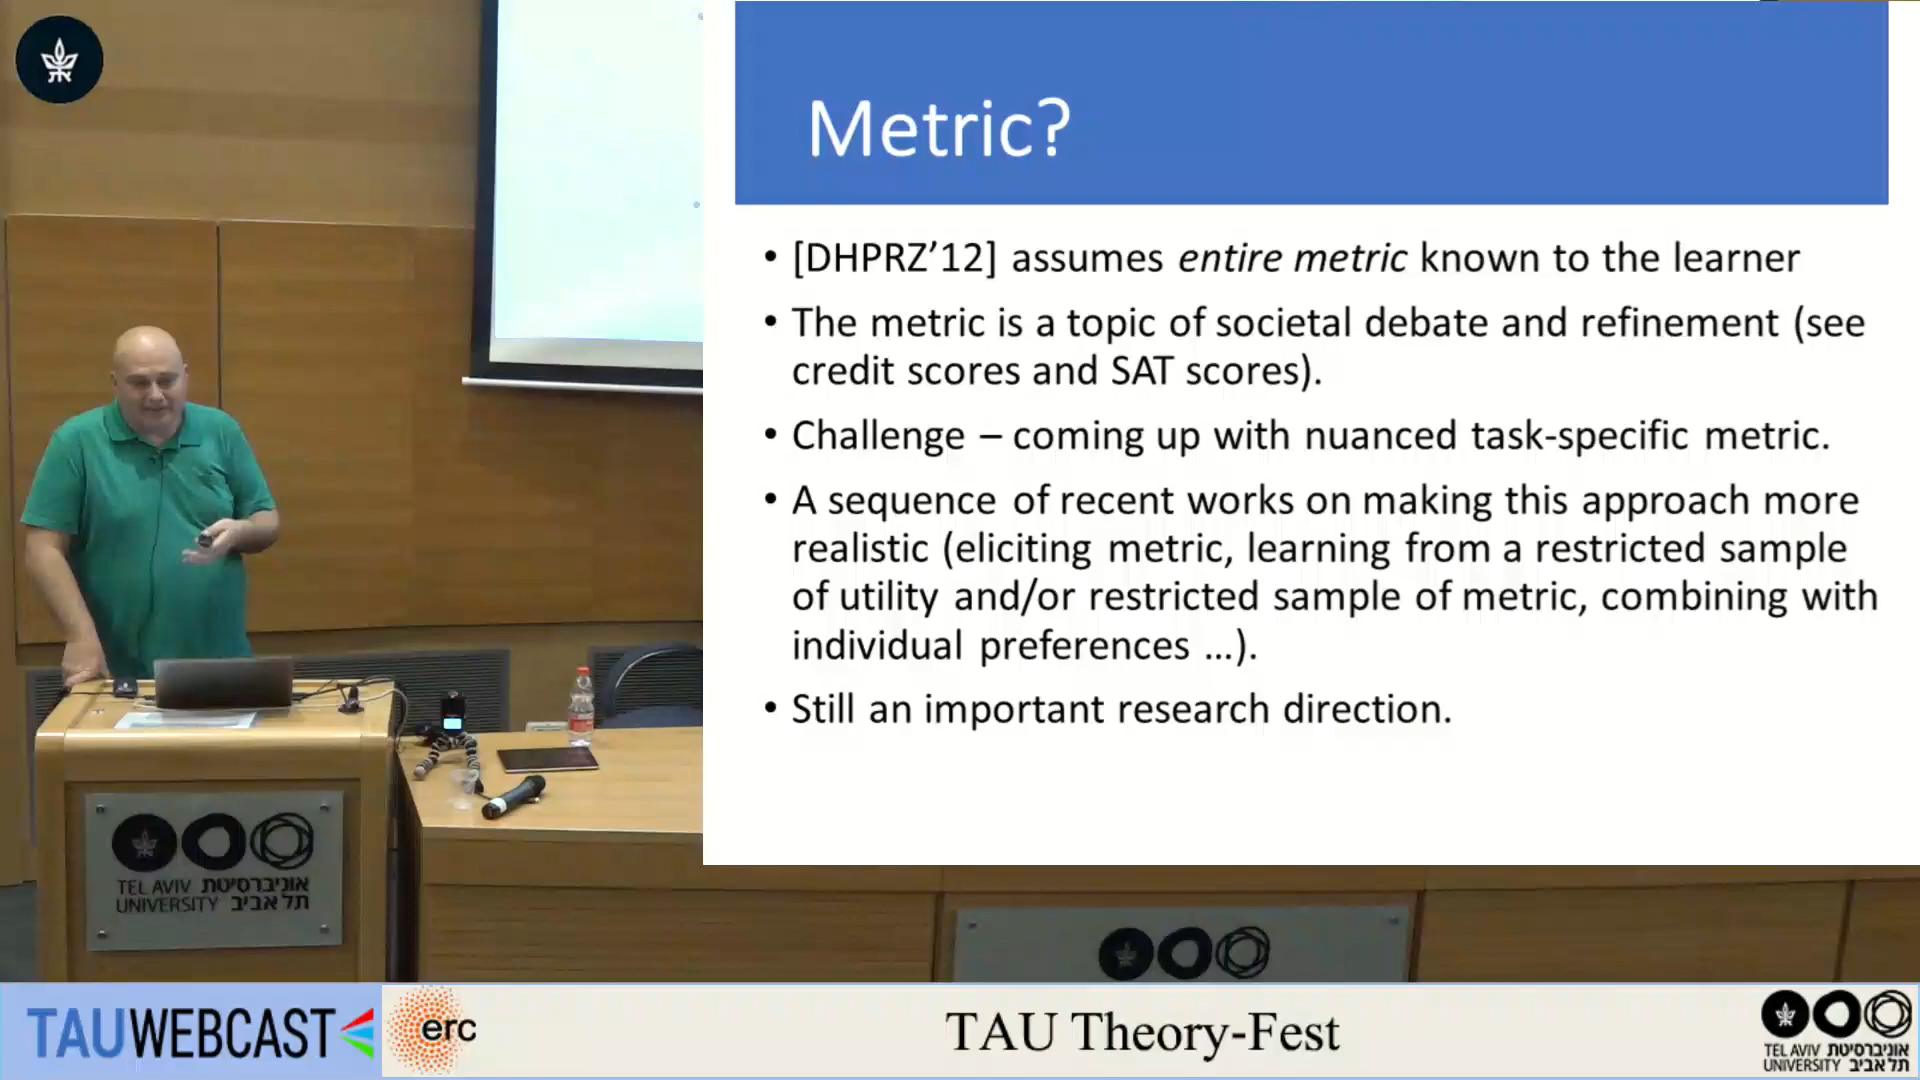 Metric?
• [DHPRZ’12] assumes entire metric known to the learner
• The metric is a topic of societal debate and refinement (see
credit scores and SAT scores).
• Challenge – coming up with nuanced task-specific metric.
• A sequence of recent works on making this approach more
realistic (eliciting metric, learning from a restricted sample
of utility and/or restricted sample of metric, combining with
individual preferences ...).
• Still an important research direction.
TEL AVIV אוניברסיטת
UNIVERSITY תל אביב
TAUWEBCAST
erc
TAU Theory-Fest
TEL AVIV אוניברסיטת
UNIVERSITY תל אביב